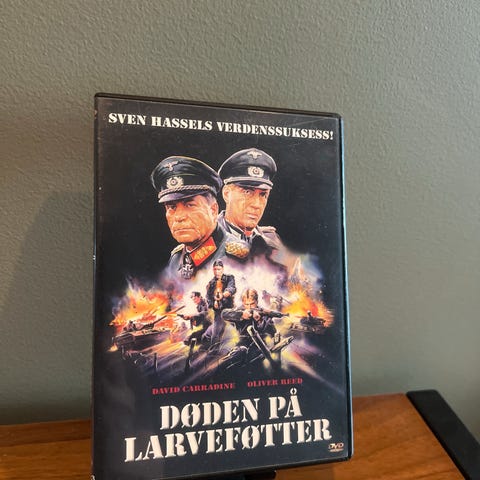 SVEN HASSELS VERDENSSUKSESS!
DAVID CARRADINE OLIVER REED
DØDEN PÅ
LARVEFØTTER
DVD